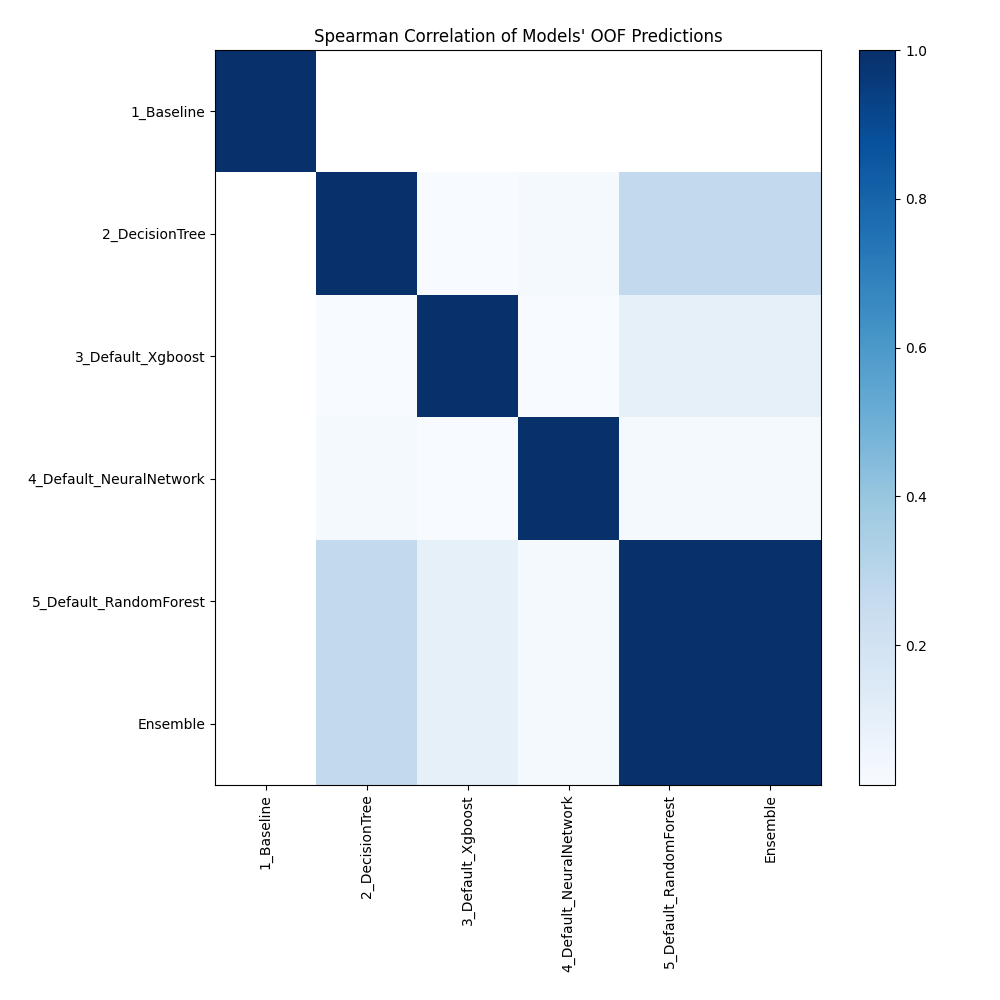 Spearman Correlation of Models' OOF Predictions
1_Baseline
2_DecisionTree
3_Default_Xgboost
4_Default_NeuralNetwork
5_Default_RandomForest
Ensemble
1_Baseline
2_DecisionTree
3_Default_Xgboost
4_Default_NeuralNetwork
5_Default_RandomForest
Ensemble
1.0
0.8
0.6
0.4
0.2